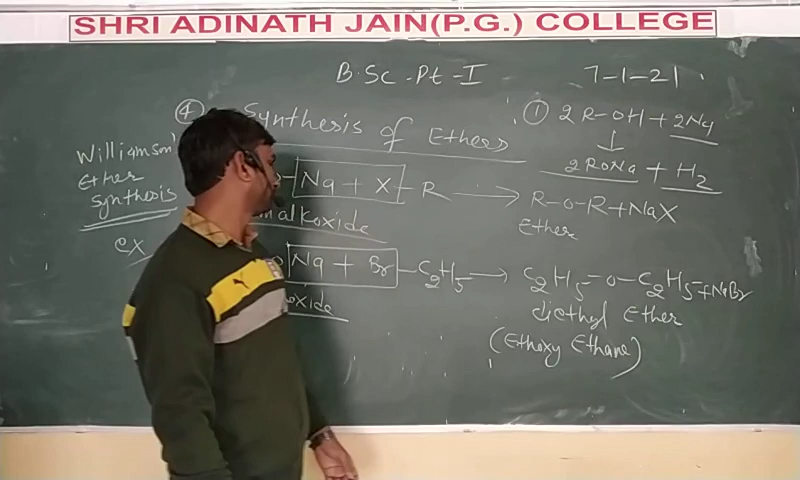 SHRI ADINATH JAIN(P.G.) COLLEGE
B.Sc-Pt-I 7-1-21
④ Synthesis of Ethers
Williamson'
Ether
Synthesis
Na + X - R ⟶ R-O-R+NaX
alkoxide Ether
ex
Na + Br - C2H5 ⟶ C2H5-O-C2H5+NaBr
oxide diethyl Ether
(Ethoxy Ethane)
① 2R-OH + 2Na
↓
2RONa + H2